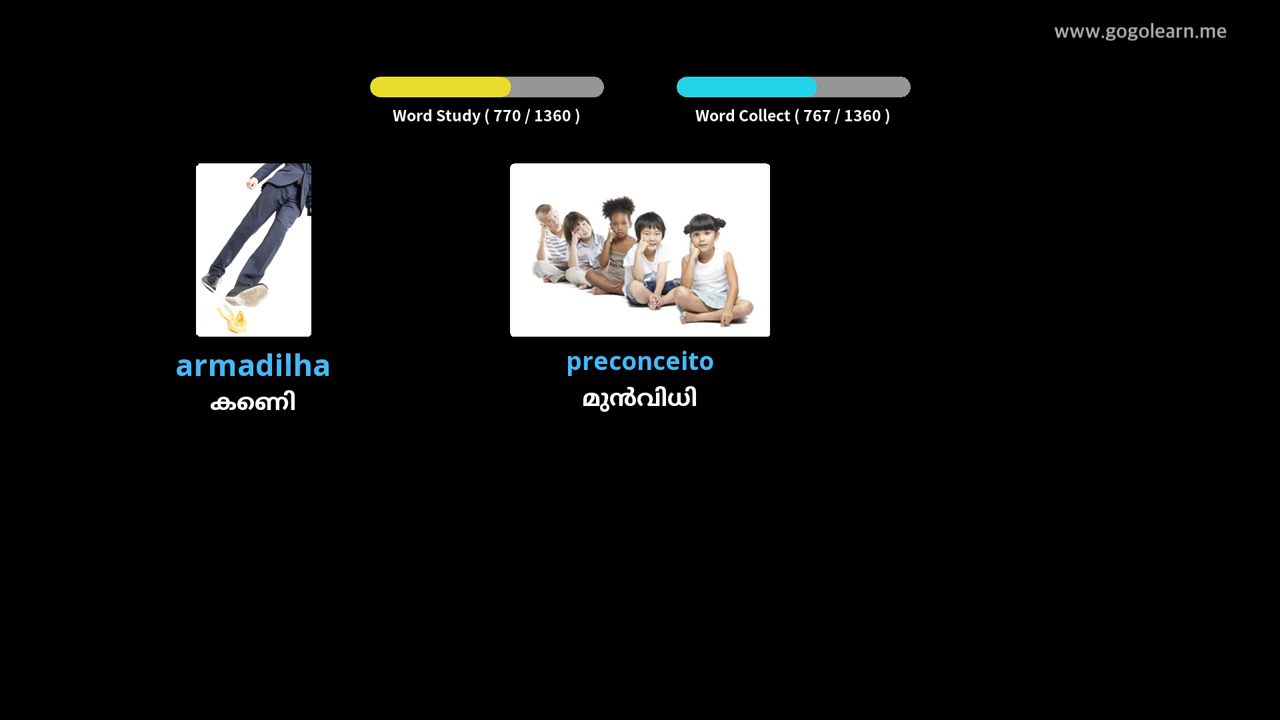 www.gogolearn.me
Word Study ( 770 / 1360 )
Word Collect ( 767 / 1360 )
armadilha
കണെി
preconceito
മുൻവിധി